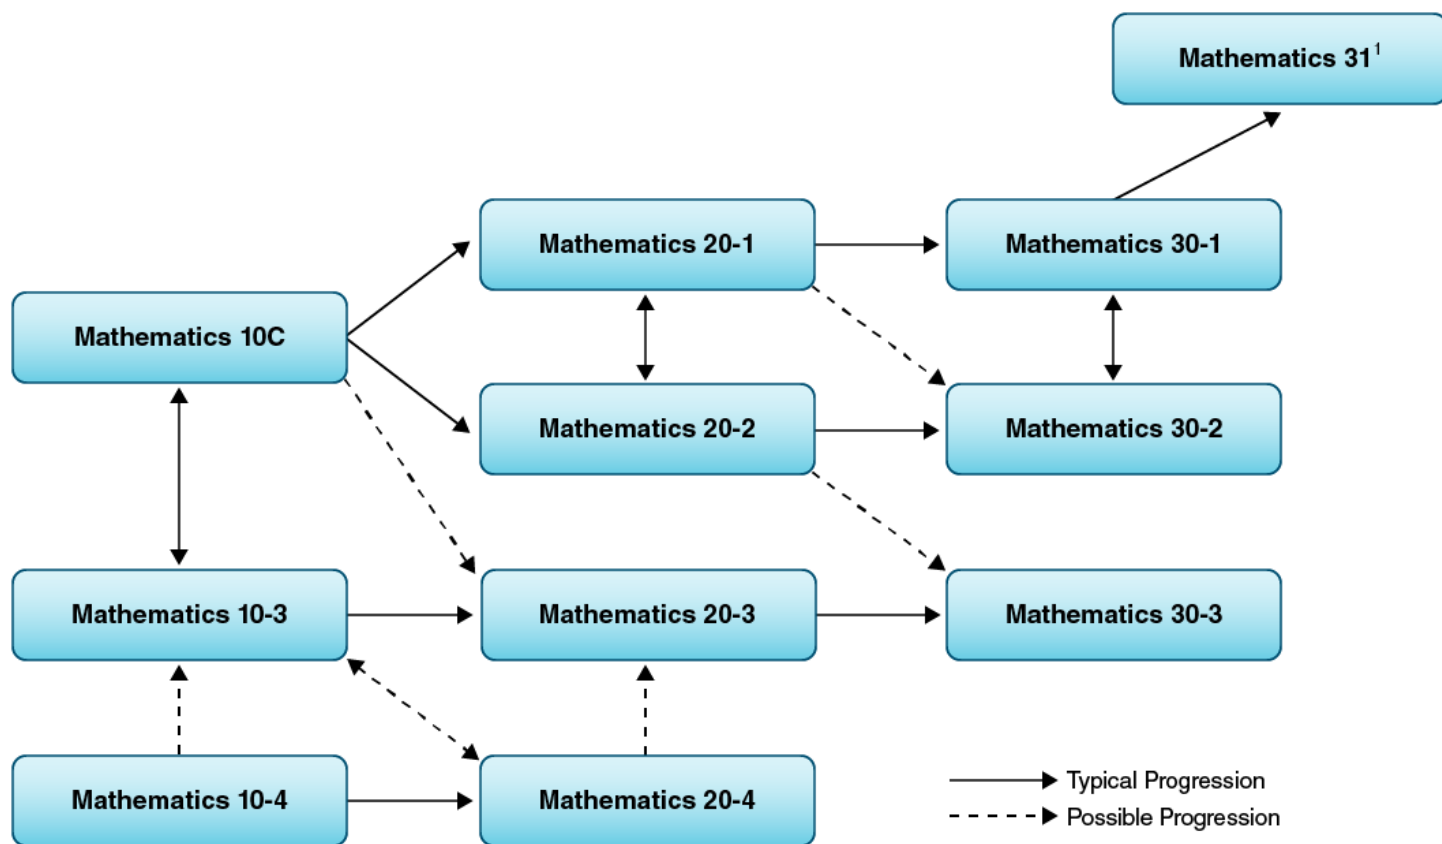 Mathematics 31¹
Mathematics 20-1
Mathematics 30-1
Mathematics 10C
Mathematics 20-2
Mathematics 30-2
Mathematics 10-3
Mathematics 20-3
Mathematics 30-3
Mathematics 10-4
Mathematics 20-4
Typical Progression
Possible Progression